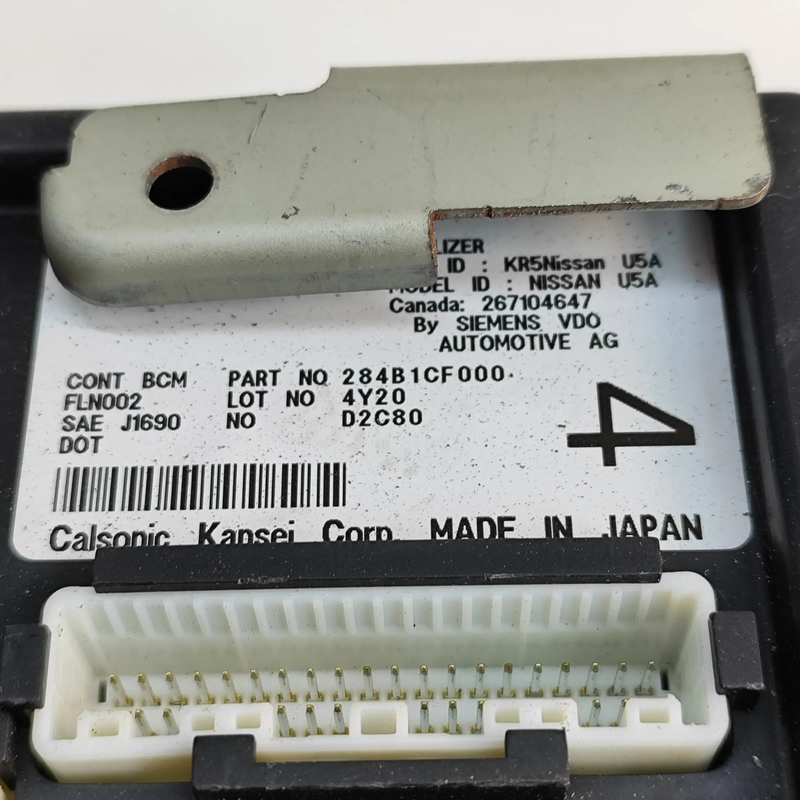 LIZER
ID : KR5Nissan U5A
MODEL ID : NISSAN U5A
Canada: 267104647
By SIEMENS VDO
AUTOMOTIVE AG
CONT BCM PART NO 284B1CF000
FLN002 LOT NO 4Y20
SAE J1690 NO D2C80
DOT
4
Calsonic Kansei Corp. MADE IN JAPAN